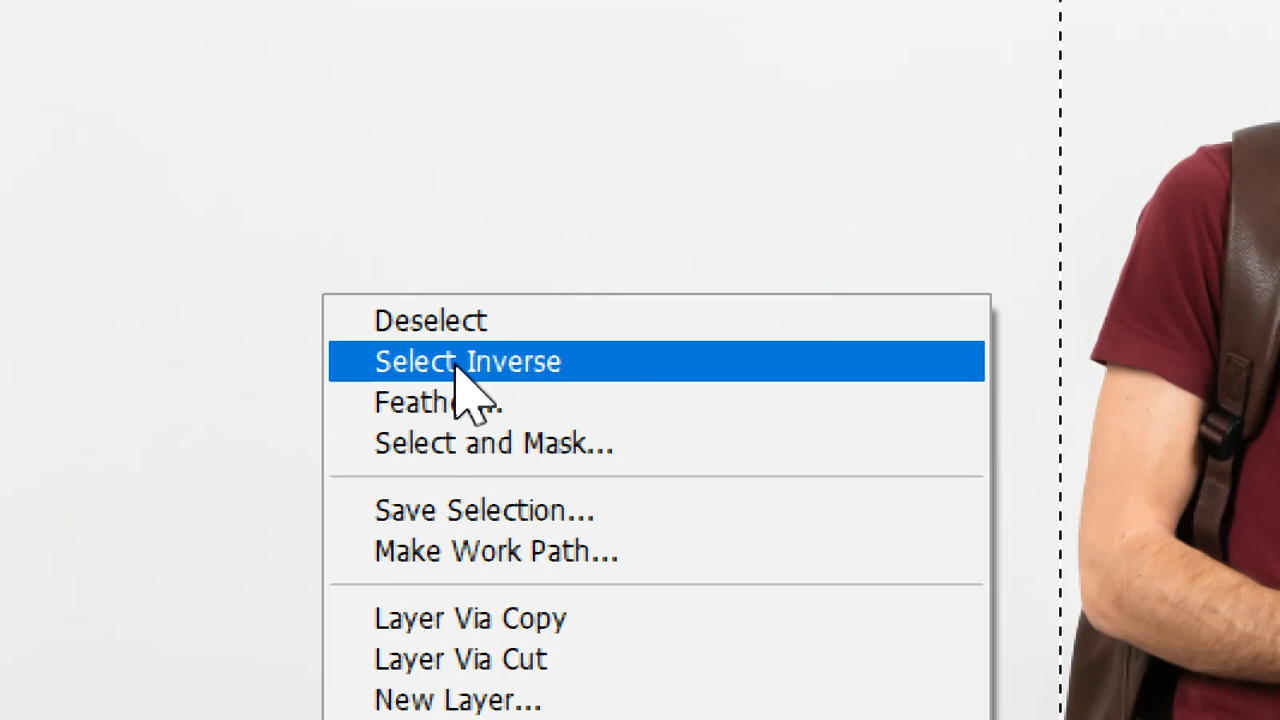 Deselect
Select Inverse
Feather...
Select and Mask...
Save Selection...
Make Work Path...
Layer Via Copy
Layer Via Cut
New Layer...